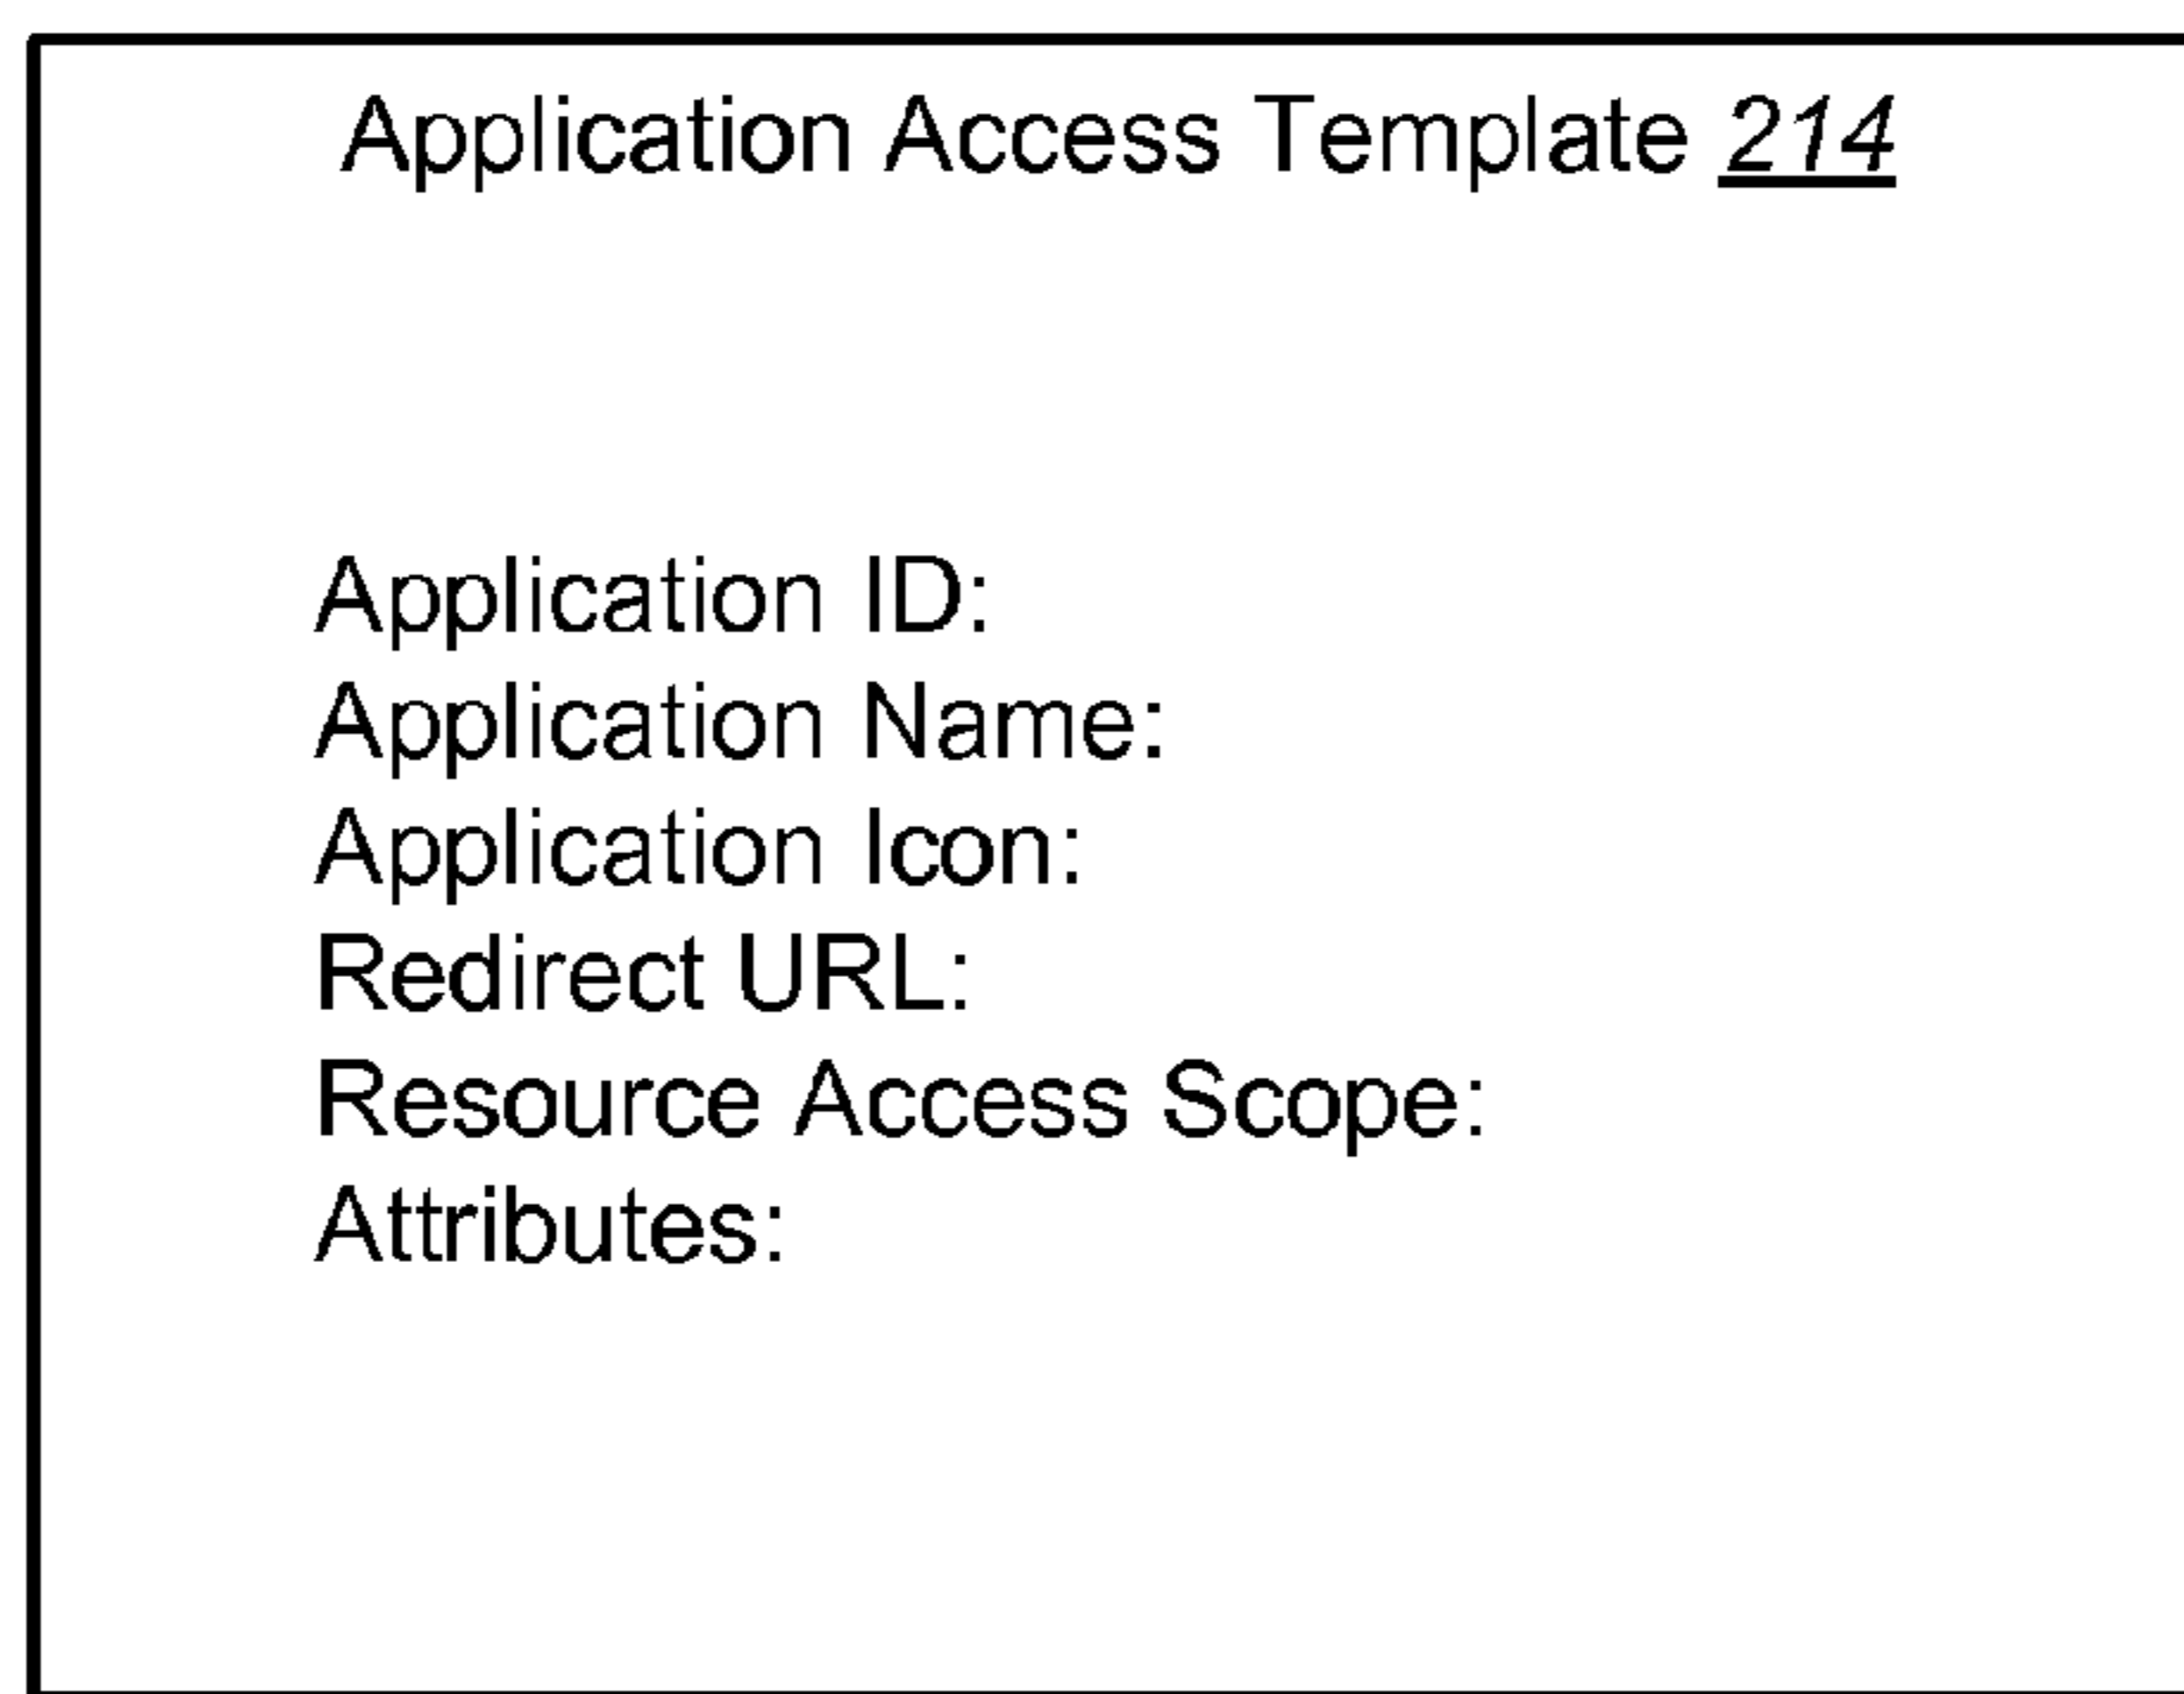 Application Access Template 214
Application ID:
Application Name:
Application Icon:
Redirect URL:
Resource Access Scope:
Attributes: